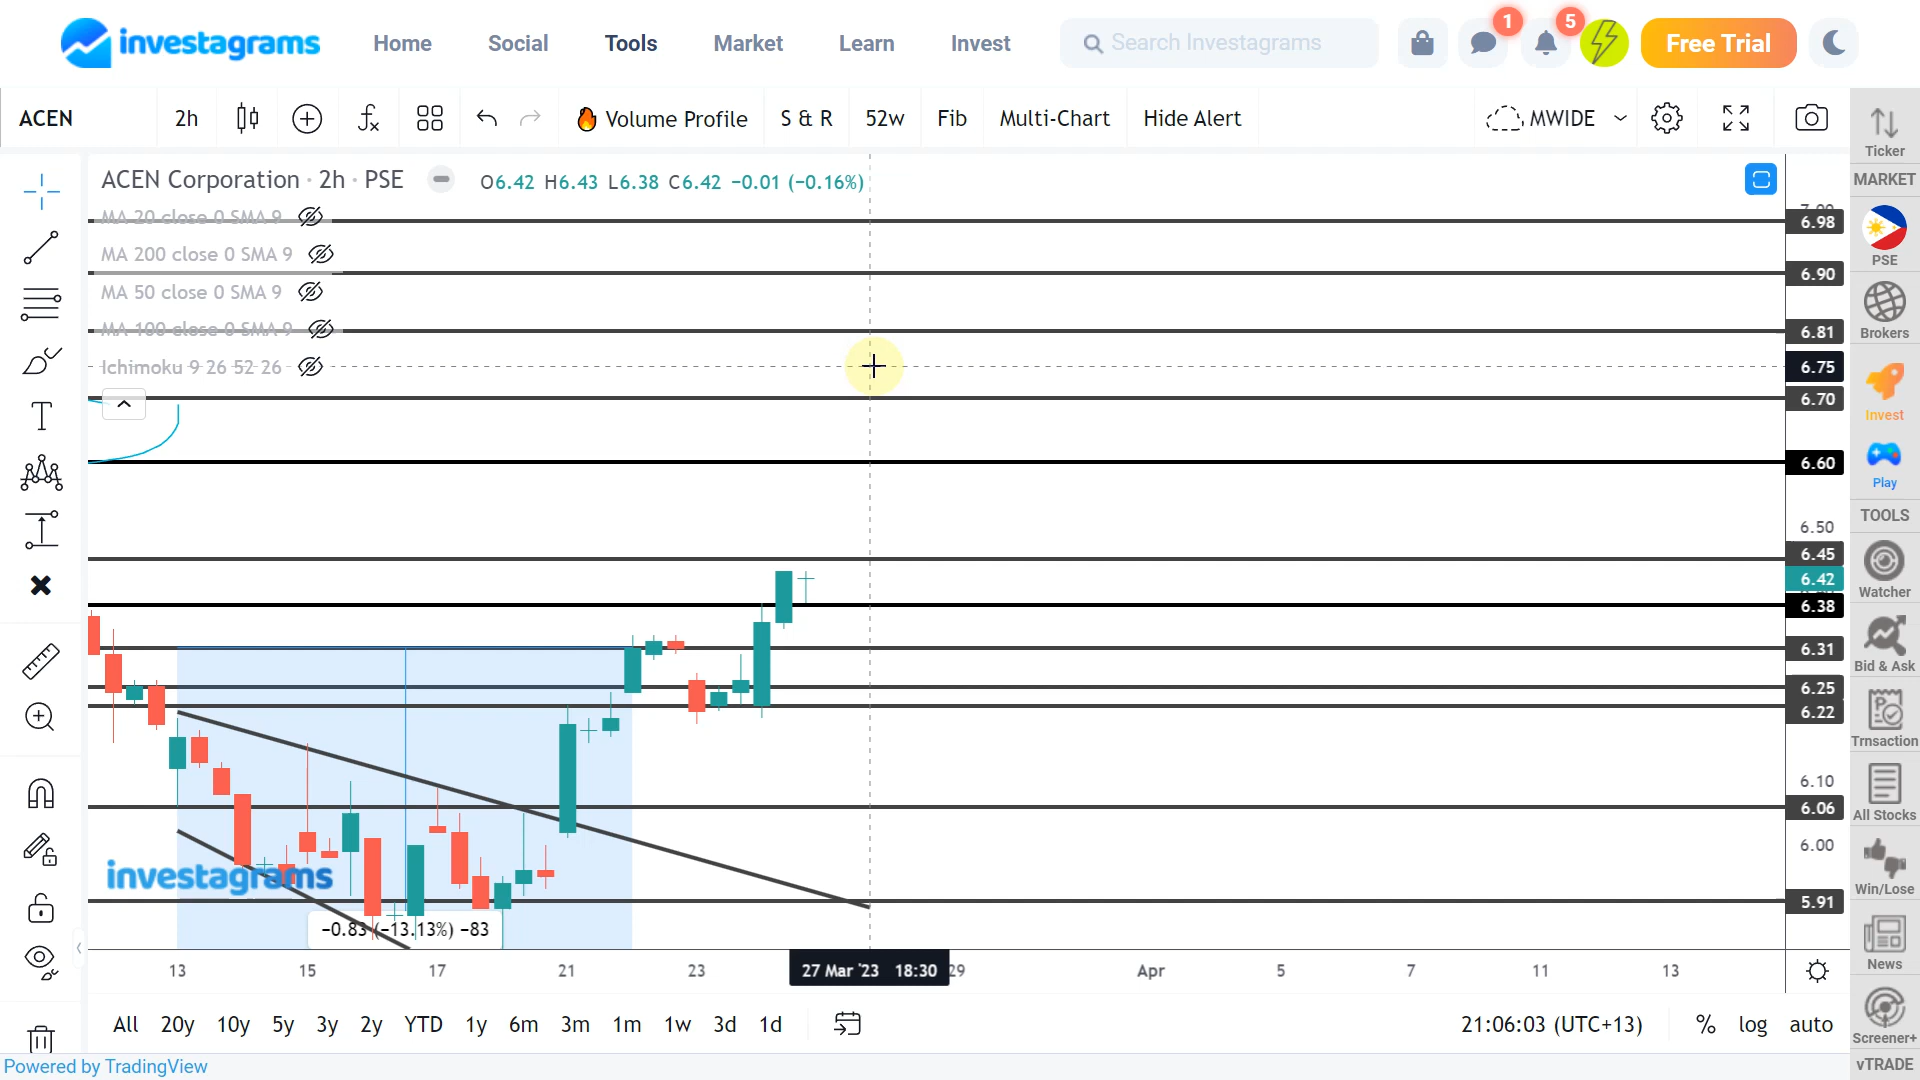 investagrams Home Social Tools Market Learn Invest Search Investagrams 1 5 Free Trial
ACEN 2h Volume Profile S & R 52w Fib Multi-Chart Hide Alert MWIDE
Ticker
MARKET
PSE
Brokers
Invest
Play
TOOLS
Watcher
Bid & Ask
Trnsaction
All Stocks
Win/Lose
News
Screener+
vTRADE
ACEN Corporation · 2h · PSE O6.42 H6.43 L6.38 C6.42 −0.01 (−0.16%)
MA 20 close 0 SMA 9
MA 200 close 0 SMA 9
MA 50 close 0 SMA 9
MA 100 close 0 SMA 9
Ichimoku 9 26 52 26
7.00
6.98
6.90
6.81
6.75
6.70
6.60
6.50
6.45
6.42
6.38
6.31
6.25
6.22
6.10
6.06
6.00
5.91
investagrams
−0.83 (−13.13%) −83
13 15 17 21 23 27 Mar '23 18:30 29 Apr 5 7 11 13
All 20y 10y 5y 3y 2y YTD 1y 6m 3m 1m 1w 3d 1d 21:06:03 (UTC+13) % log auto
Powered by TradingView